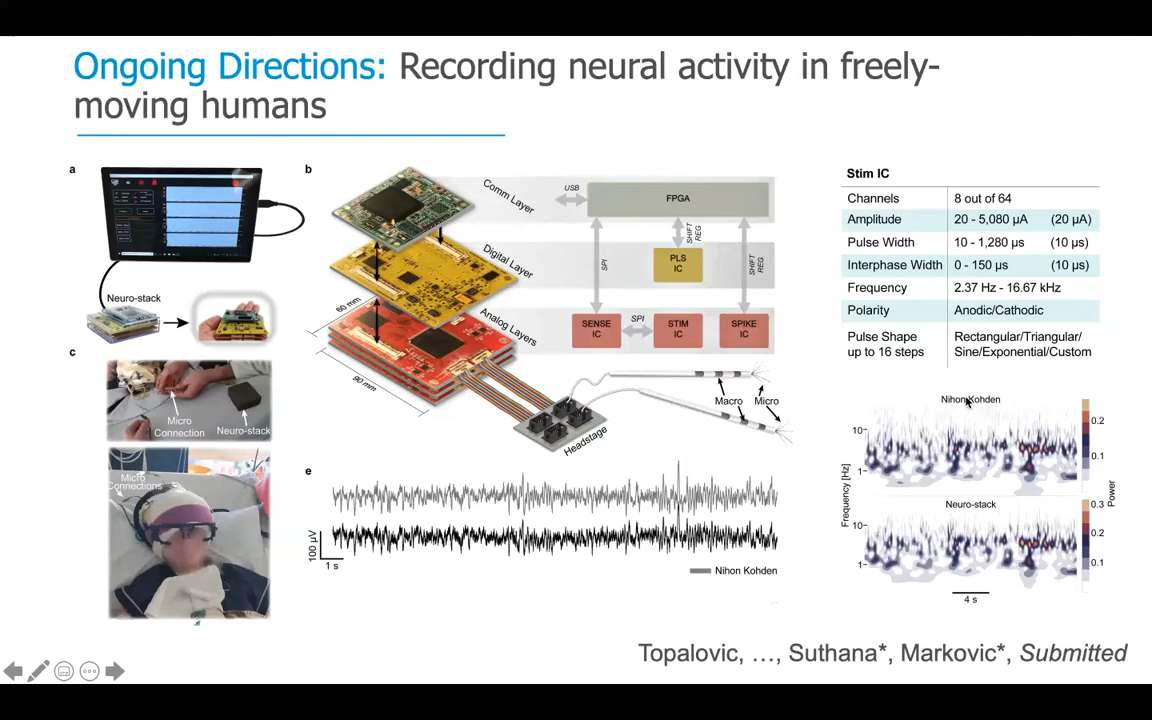 Ongoing Directions: Recording neural activity in freely-
moving humans
a
Neuro-stack
b
60 mm
90 mm
Comm Layer
Digital Layer
Analog Layers
USB
FPGA
SPI
SHIFT
REG
SHIFT
REG
PLS
IC
SENSE
IC
SPI
STIM
IC
SPIKE
IC
Macro
Micro
Headstage
c
Micro
Connection
Neuro-stack
Micro
Connections
e
100 µV
1 s
Nihon Kohden
Stim IC
Channels 8 out of 64
Amplitude 20 - 5,080 µA (20 µA)
Pulse Width 10 - 1,280 µs (10 µs)
Interphase Width 0 - 150 µs (10 µs)
Frequency 2.37 Hz - 16.67 kHz
Polarity Anodic/Cathodic
Pulse Shape Rectangular/Triangular/
up to 16 steps Sine/Exponential/Custom
Nihon Kohden
10
1
0.2
0.1
Frequency [Hz]
Power
Neuro-stack
10
1
0.3
0.2
0.1
4 s
Topalovic, …, Suthana*, Markovic*, Submitted